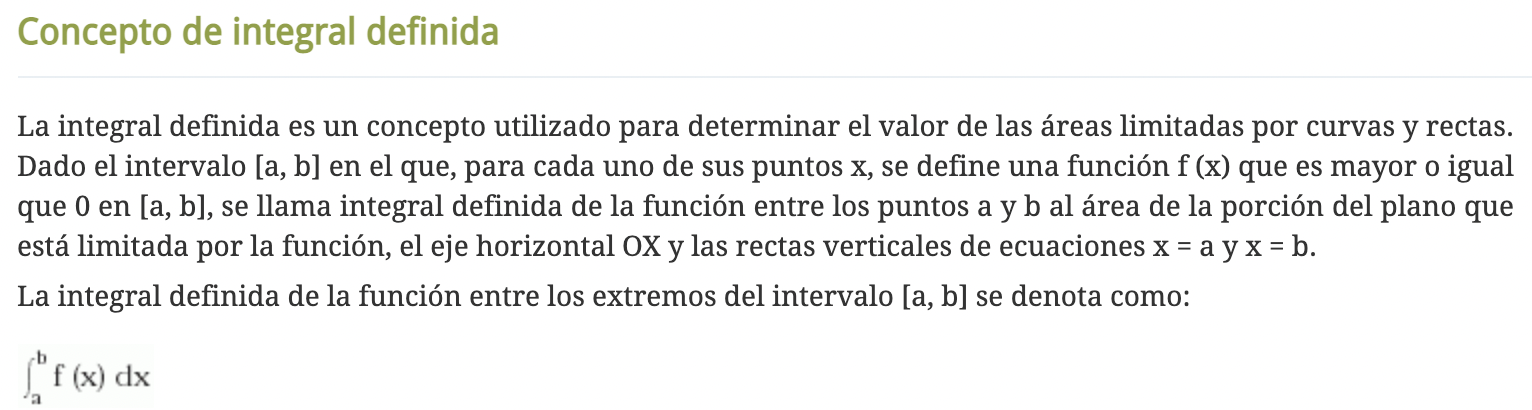 Concepto de integral definida
La integral definida es un concepto utilizado para determinar el valor de las áreas limitadas por curvas y rectas.
Dado el intervalo [a, b] en el que, para cada uno de sus puntos x, se define una función f (x) que es mayor o igual
que 0 en [a, b], se llama integral definida de la función entre los puntos a y b al área de la porción del plano que
está limitada por la función, el eje horizontal OX y las rectas verticales de ecuaciones x = a y x = b.
La integral definida de la función entre los extremos del intervalo [a, b] se denota como:
∫ₐᵇ f (x) dx